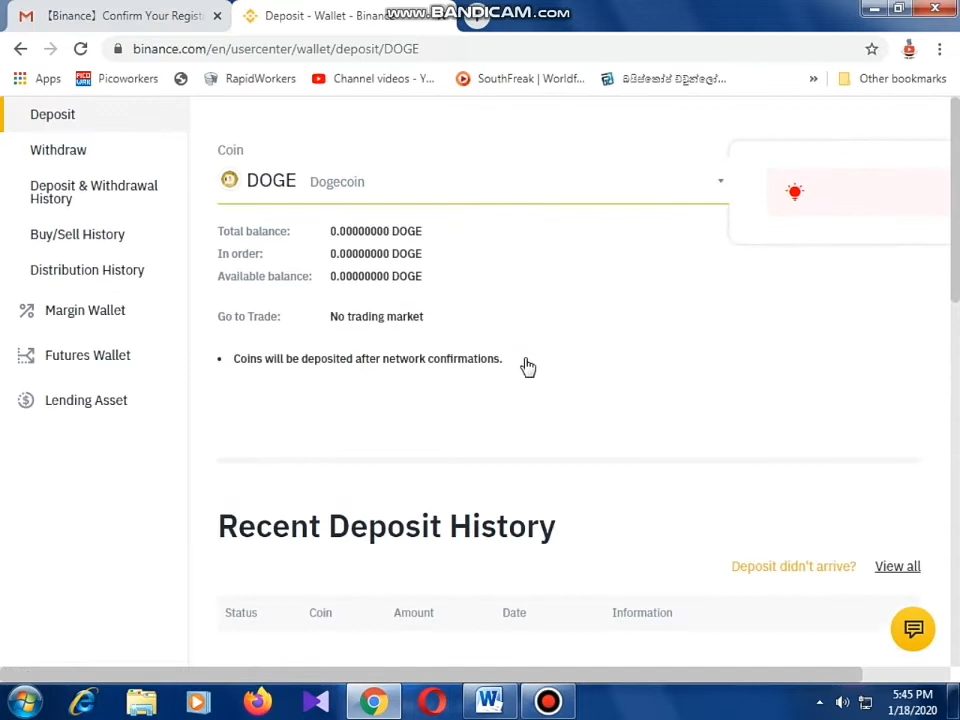 【Binance】Confirm Your Regist
Deposit - Wallet - Binan
www.BANDICAM.com
binance.com/en/usercenter/wallet/deposit/DOGE
Apps
Picoworkers
RapidWorkers
Channel videos - Y...
SouthFreak | Worldf...
»
Other bookmarks
Deposit
Withdraw
Deposit & Withdrawal
History
Buy/Sell History
Distribution History
Margin Wallet
Futures Wallet
Lending Asset
Coin
DOGE Dogecoin
Total balance: 0.00000000 DOGE
In order: 0.00000000 DOGE
Available balance: 0.00000000 DOGE
Go to Trade: No trading market
• Coins will be deposited after network confirmations.
Recent Deposit History
Deposit didn't arrive? View all
Status Coin Amount Date Information
5:45 PM
1/18/2020